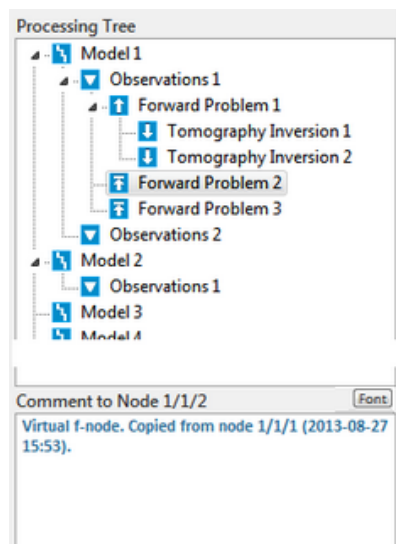 Processing Tree
Model 1
Observations 1
Forward Problem 1
Tomography Inversion 1
Tomography Inversion 2
Forward Problem 2
Forward Problem 3
Observations 2
Model 2
Observations 1
Model 3
Model 4
Comment to Node 1/1/2 Font
Virtual f-node. Copied from node 1/1/1 (2013-08-27
15:53).